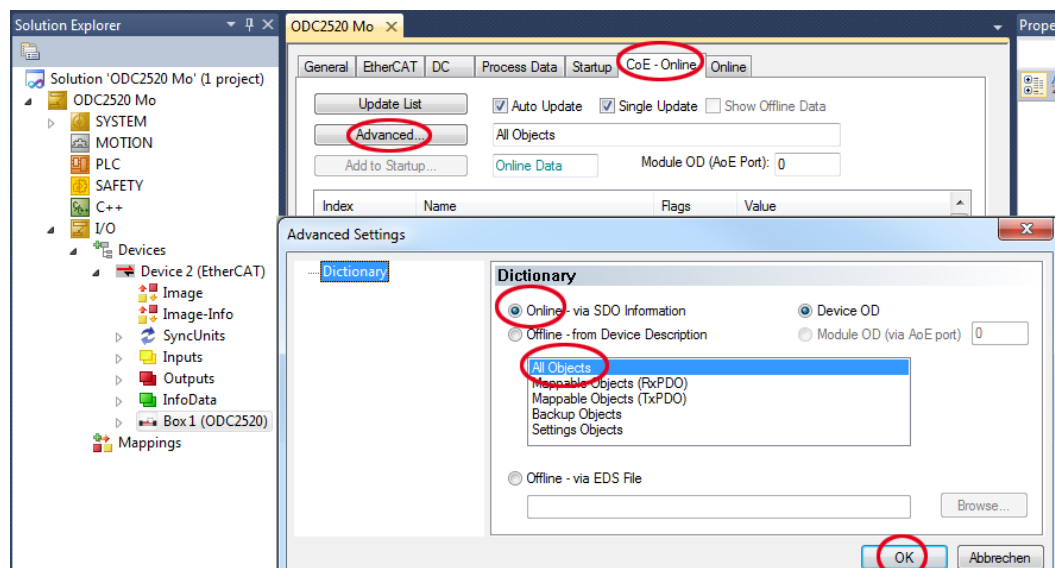 Solution Explorer
Solution 'ODC2520 Mo' (1 project)
ODC2520 Mo
SYSTEM
MOTION
PLC
SAFETY
C++
I/O
Devices
Device 2 (EtherCAT)
Image
Image-Info
SyncUnits
Inputs
Outputs
InfoData
Box 1 (ODC2520)
Mappings
ODC2520 Mo
General EtherCAT DC Process Data Startup CoE - Online Online
Update List Auto Update Single Update Show Offline Data
Advanced... All Objects
Add to Startup... Online Data Module OD (AoE Port): 0
Index Name Flags Value
Advanced Settings
Dictionary
Dictionary
Online - via SDO Information Device OD
Offline - from Device Description Module OD (via AoE port) 0
All Objects
Mappable Objects (RxPDO)
Mappable Objects (TxPDO)
Backup Objects
Settings Objects
Offline - via EDS File
Browse...
OK Abbrechen